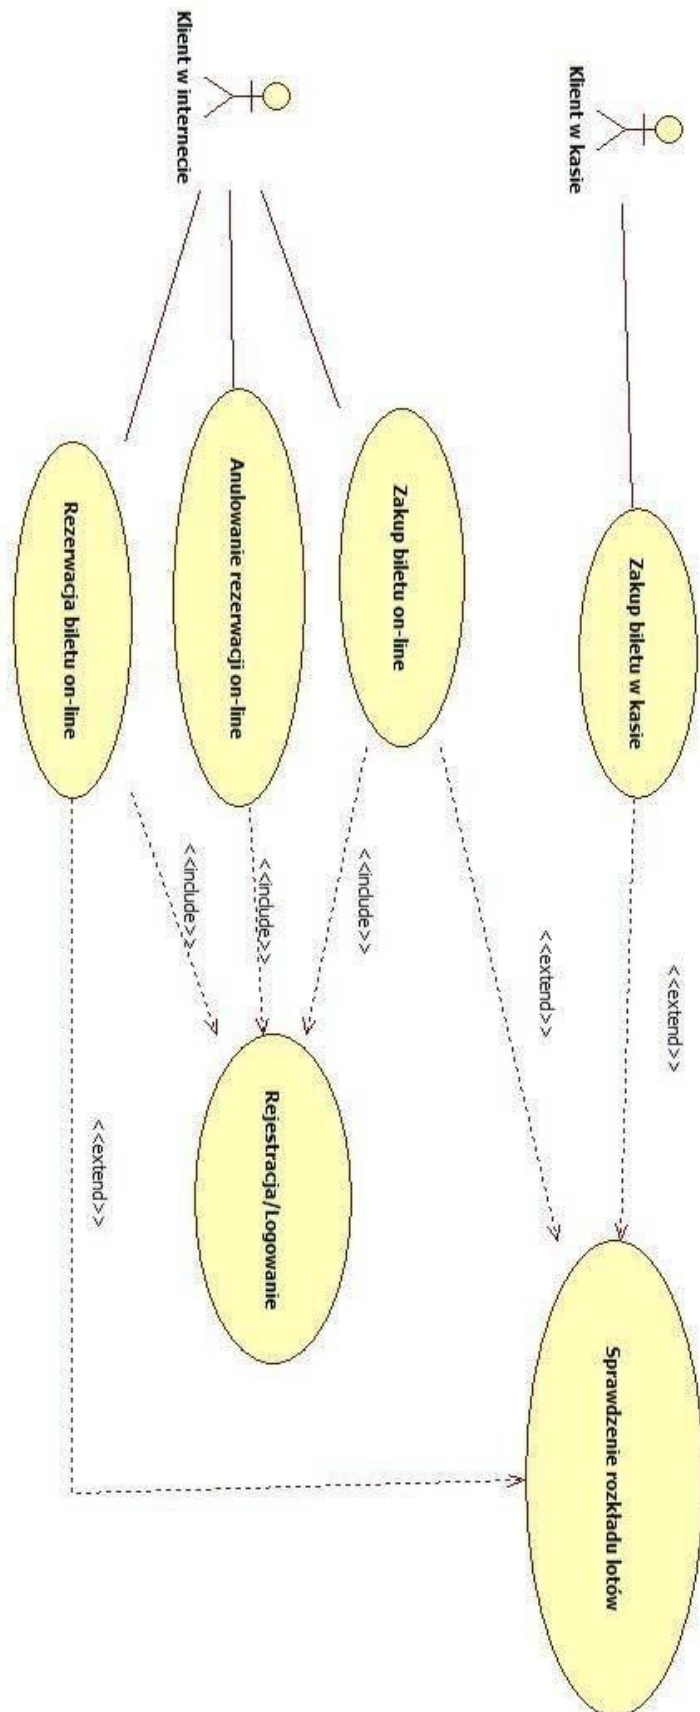 Klient w kasie
Zakup biletu w kasie
<<extend>>
Sprawdzenie rozkładu lotów
Zakup biletu on-line
<<extend>>
<<include>>
Klient w internecie
Anulowanie rezerwacji on-line
<<include>>
Rejestracja/Logowanie
<<include>>
Rezerwacja biletu on-line
<<extend>>